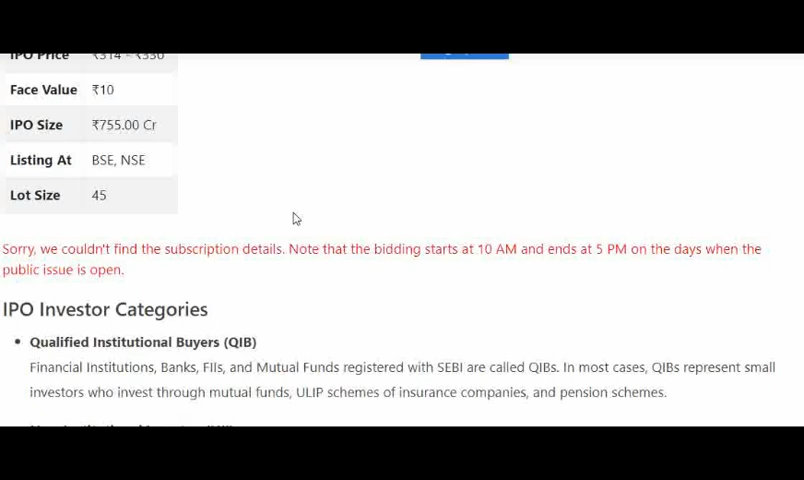 IPO Price ₹314 ~ ₹330
Face Value ₹10
IPO Size ₹755.00 Cr
Listing At BSE, NSE
Lot Size 45
Sorry, we couldn't find the subscription details. Note that the bidding starts at 10 AM and ends at 5 PM on the days when the
public issue is open.
IPO Investor Categories
• Qualified Institutional Buyers (QIB)
Financial Institutions, Banks, FIIs, and Mutual Funds registered with SEBI are called QIBs. In most cases, QIBs represent small
investors who invest through mutual funds, ULIP schemes of insurance companies, and pension schemes.